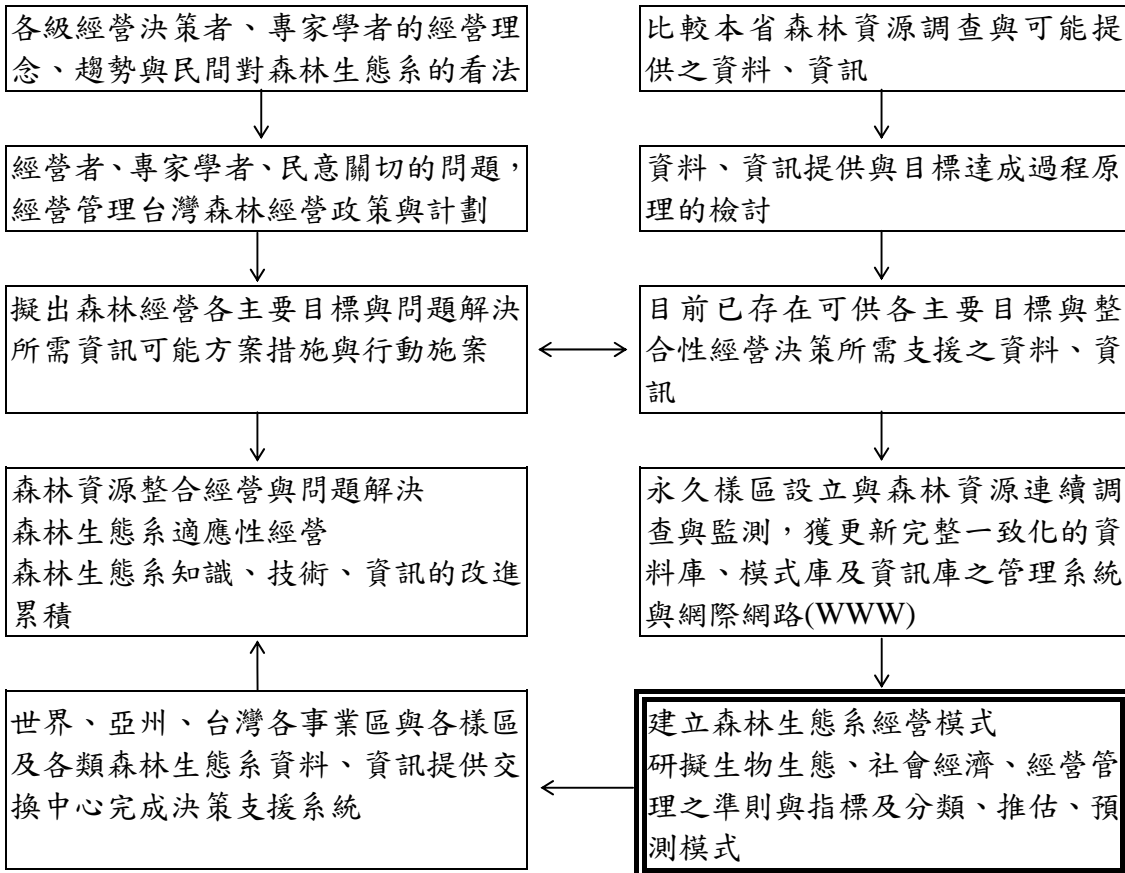 各級經營決策者、專家學者的經營理
念、趨勢與民間對森林生態系的看法
經營者、專家學者、民意關切的問題，
經營管理台灣森林經營政策與計劃
擬出森林經營各主要目標與問題解決
所需資訊可能方案措施與行動施案
森林資源整合經營與問題解決
森林生態系適應性經營
森林生態系知識、技術、資訊的改進
累積
世界、亞州、台灣各事業區與各樣區
及各類森林生態系資料、資訊提供交
換中心完成決策支援系統
比較本省森林資源調查與可能提
供之資料、資訊
資料、資訊提供與目標達成過程原
理的檢討
目前已存在可供各主要目標與整
合性經營決策所需支援之資料、資
訊
永久樣區設立與森林資源連續調
查與監測，獲更新完整一致化的資
料庫、模式庫及資訊庫之管理系統
與網際網路(WWW)
建立森林生態系經營模式
研擬生物生態、社會經濟、經營管
理之準則與指標及分類、推估、預
測模式